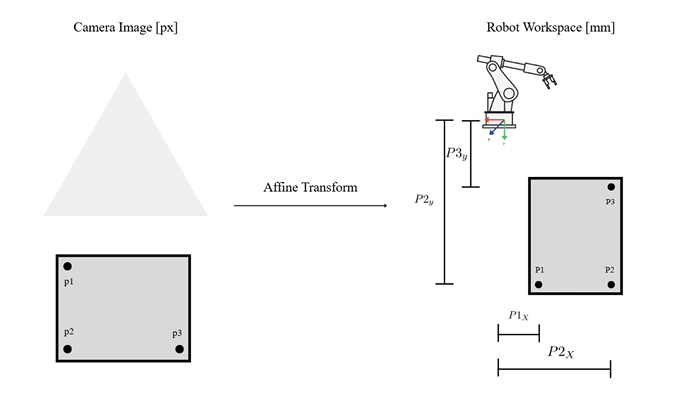 Camera Image [px]
Robot Workspace [mm]
Affine Transform
P3y
P2y
P3
P1
P2
p1
p2
p3
P1X
P2X